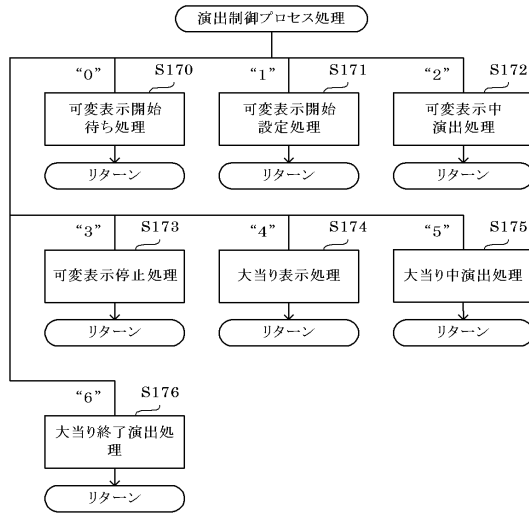 演出制御プロセス処理
“0”
S170
“1”
S171
“2”
S172
可変表示開始
待ち処理
可変表示開始
設定処理
可変表示中
演出処理
リターン
リターン
リターン
“3”
S173
“4”
S174
“5”
S175
可変表示停止処理
大当り表示処理
大当り中演出処理
リターン
リターン
リターン
“6”
S176
大当り終了演出処
理
リターン